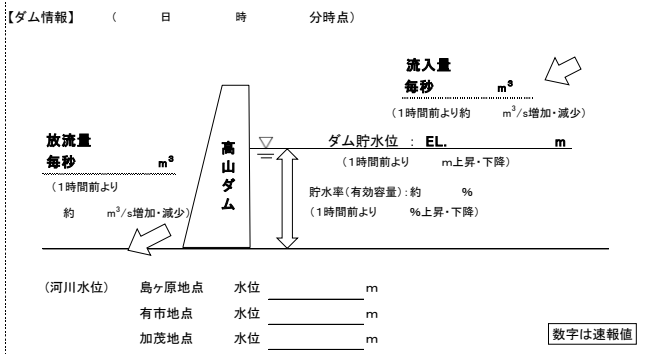 【ダム情報】 （ 日 時 分時点）
流入量
毎秒 m³
（１時間前より約 m³/s増加・減少）
放流量
毎秒 m³
（１時間前より
約 m³/s増加・減少）
高山ダム
ダム貯水位 ： EL. m
（１時間前より m上昇・下降）
貯水率（有効容量）：約 %
（１時間前より %上昇・下降）
（河川水位） 島ヶ原地点 水位 m
有市地点 水位 m
加茂地点 水位 m
数字は速報値